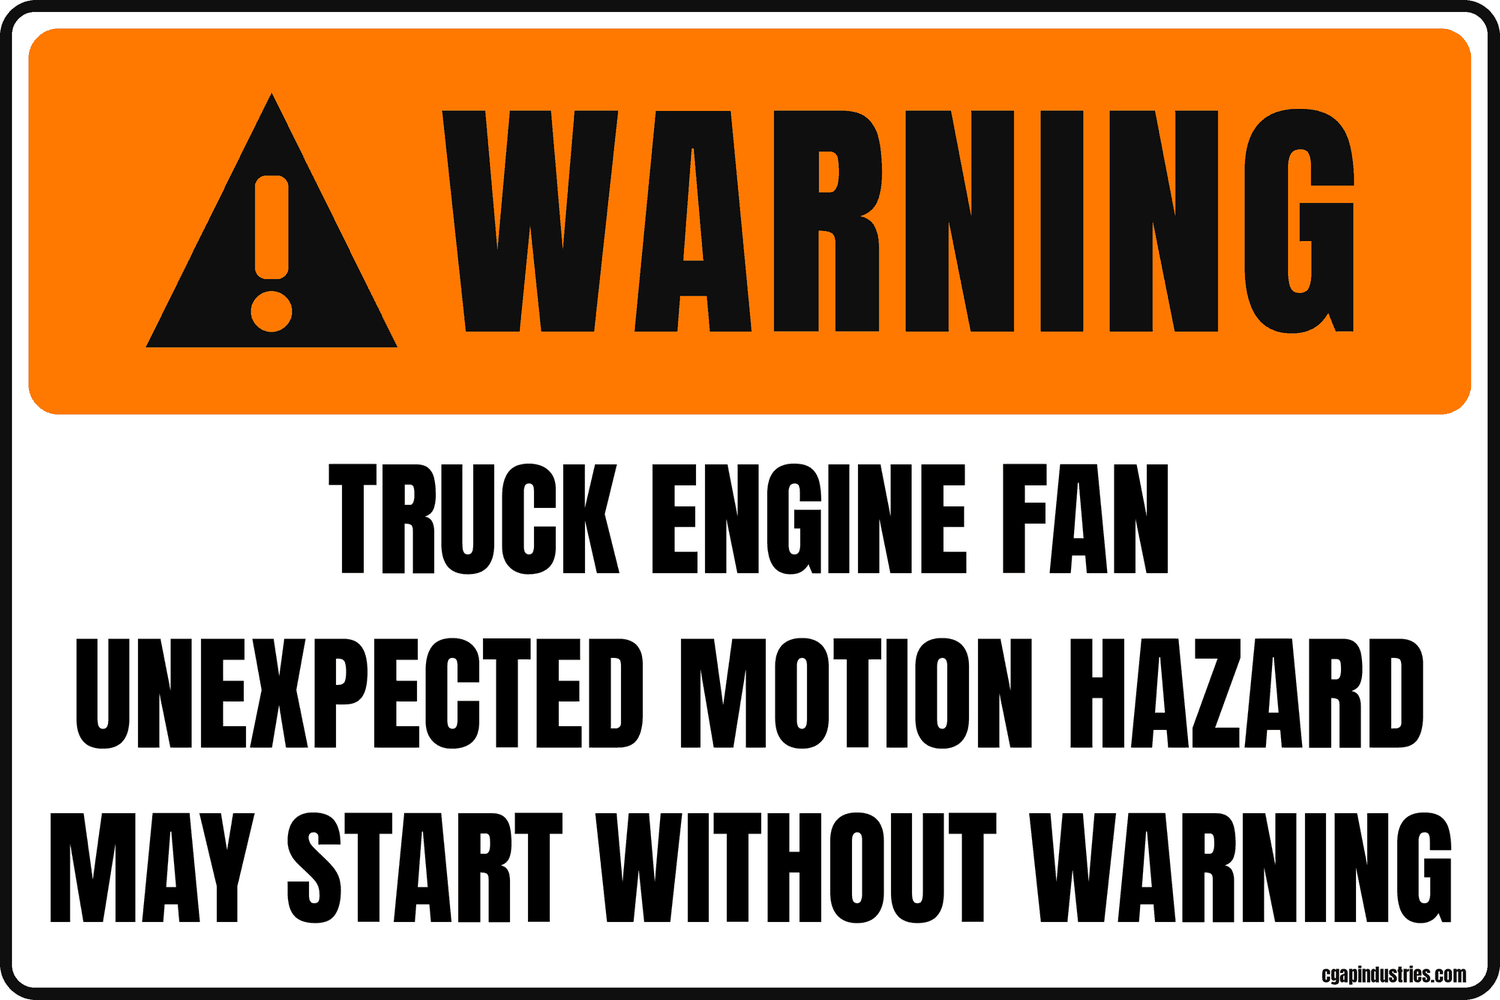 WARNING
TRUCK ENGINE FAN
UNEXPECTED MOTION HAZARD
MAY START WITHOUT WARNING
cgapindustries.com